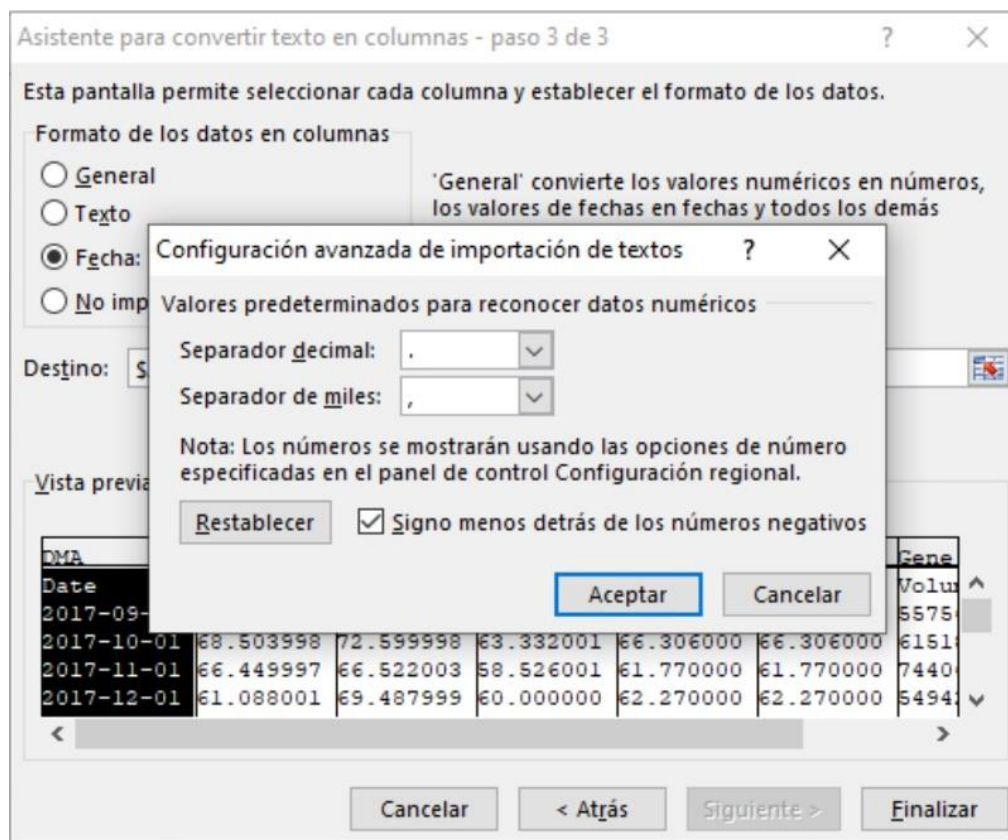 Asistente para convertir texto en columnas - paso 3 de 3 ?
Esta pantalla permite seleccionar cada columna y establecer el formato de los datos.
Formato de los datos en columnas
General
Texto
Fecha:
No imp
'General' convierte los valores numéricos en números,
los valores de fechas en fechas y todos los demás
Configuración avanzada de importación de textos ?
Valores predeterminados para reconocer datos numéricos
Separador decimal: .
Separador de miles: ,
Nota: Los números se mostrarán usando las opciones de número
especificadas en el panel de control Configuración regional.
Restablecer Signo menos detrás de los números negativos
Aceptar Cancelar
Destino: $
Vista previa
DMA Gene
Date Volu
2017-09- 5575
2017-10-01 68.503998 72.599998 63.332001 66.306000 66.306000 6151
2017-11-01 66.449997 66.522003 58.526001 61.770000 61.770000 7440
2017-12-01 61.088001 69.487999 60.000000 62.270000 62.270000 5494
Cancelar < Atrás Siguiente > Finalizar